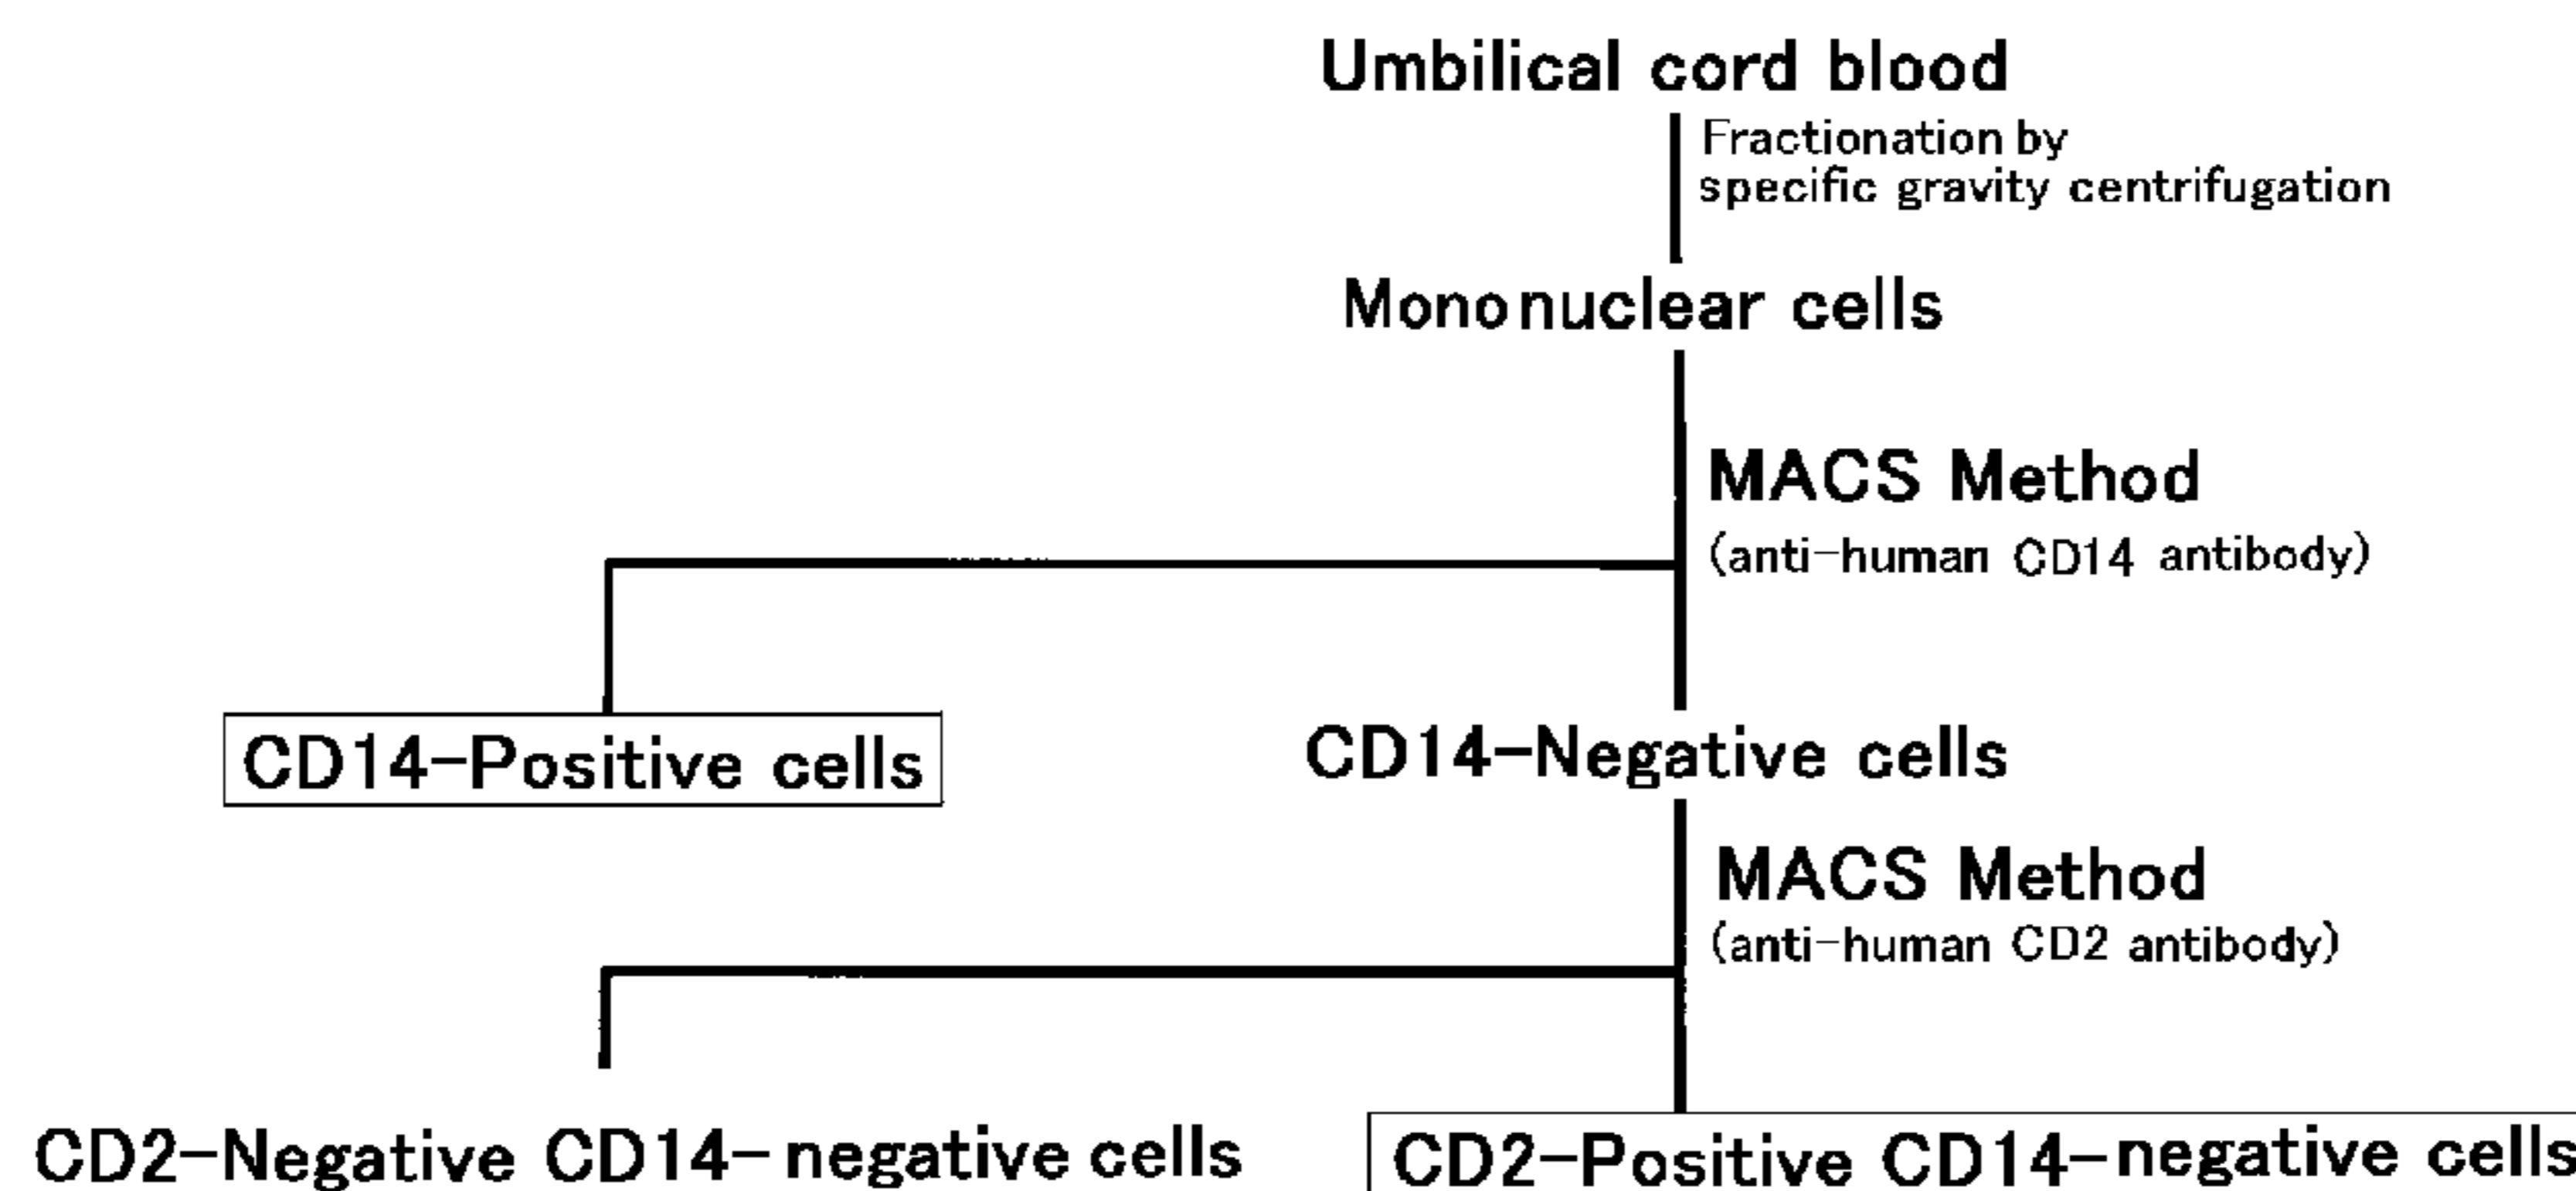 Umbilical cord blood
Fractionation by
specific gravity centrifugation
Mononuclear cells
MACS Method
(anti-human CD14 antibody)
CD14-Positive cells
CD14-Negative cells
MACS Method
(anti-human CD2 antibody)
CD2-Negative CD14-negative cells
CD2-Positive CD14-negative cells